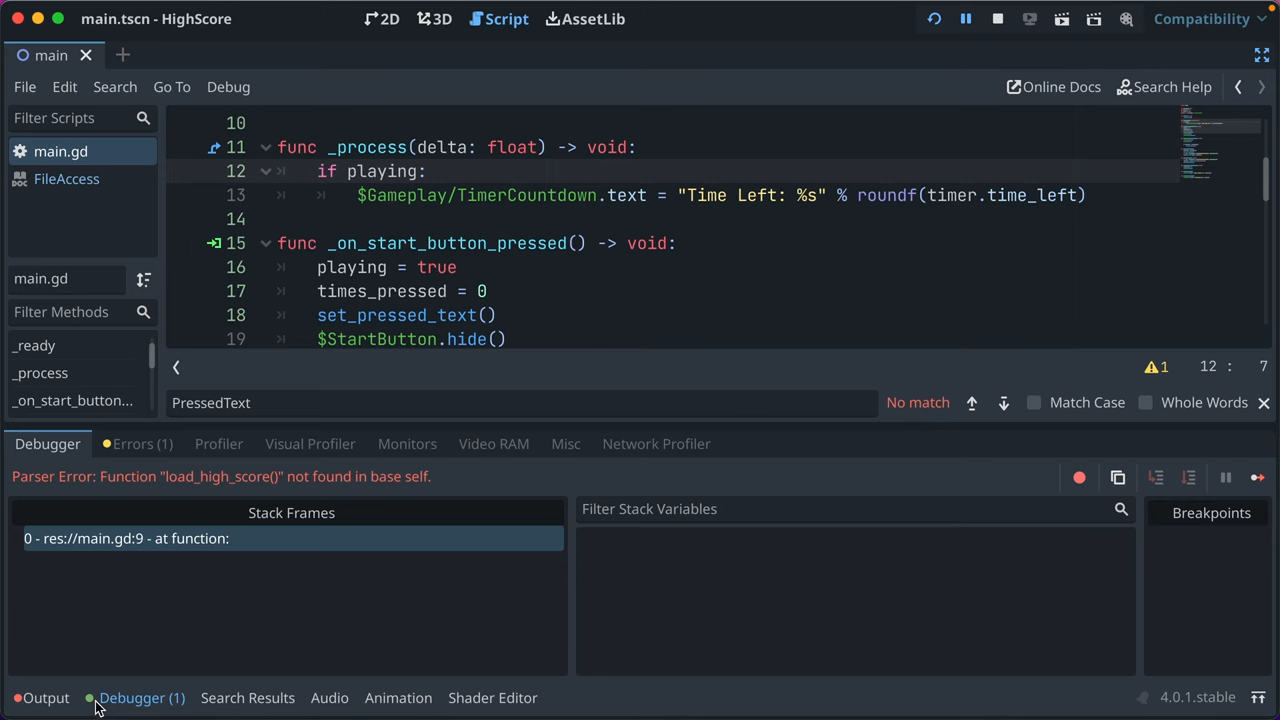 main.tscn - HighScore
2D
3D
Script
AssetLib
Compatibility
main
File
Edit
Search
Go To
Debug
Online Docs
Search Help
Filter Scripts
main.gd
FileAccess
main.gd
Filter Methods
_ready
_process
_on_start_button...
10
11 func _process(delta: float) -> void:
12 if playing:
13 $Gameplay/TimerCountdown.text = "Time Left: %s" % roundf(timer.time_left)
14
15 func _on_start_button_pressed() -> void:
16 playing = true
17 times_pressed = 0
18 set_pressed_text()
19 $StartButton.hide()
1
12 : 7
PressedText
No match
Match Case
Whole Words
Debugger
Errors (1)
Profiler
Visual Profiler
Monitors
Video RAM
Misc
Network Profiler
Parser Error: Function "load_high_score()" not found in base self.
Stack Frames
0 - res://main.gd:9 - at function:
Filter Stack Variables
Breakpoints
Output
Debugger (1)
Search Results
Audio
Animation
Shader Editor
4.0.1.stable